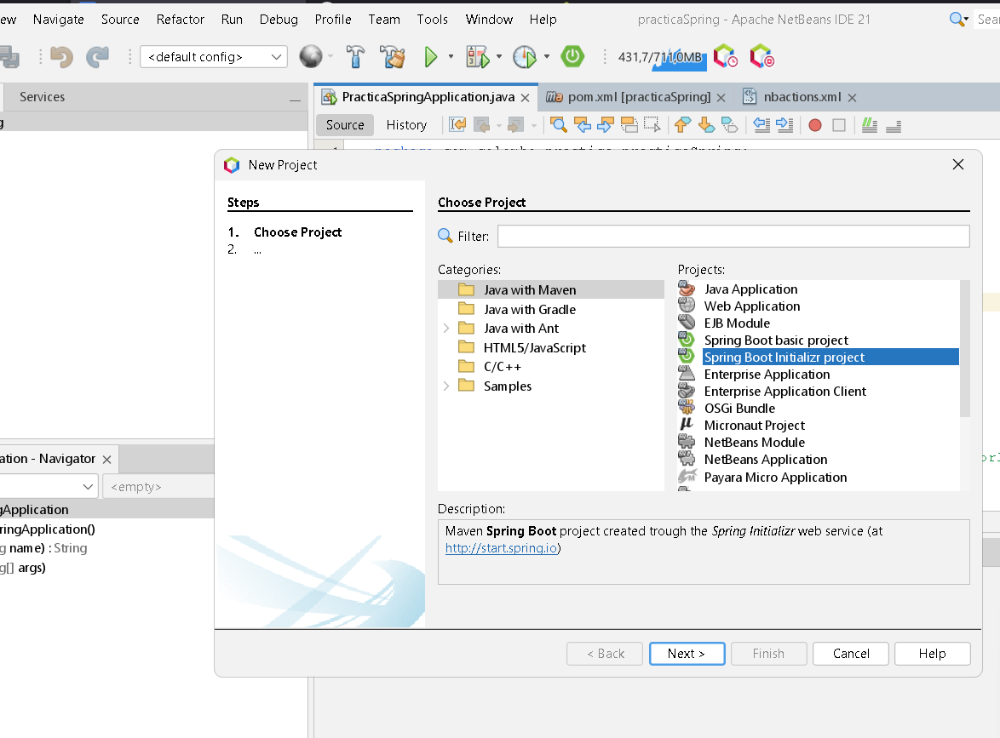 ew Navigate Source Refactor Run Debug Profile Team Tools Window Help practicaSpring - Apache NetBeans IDE 21 Sea
<default config> 431,7/711,0MB
Services PracticaSpringApplication.java pom.xml [practicaSpring] nbactions.xml
g Source History
1
New Project
Steps Choose Project
1. Choose Project
2. ...
Filter:
Categories: Projects:
Java with Maven Java Application
Java with Gradle Web Application
Java with Ant EJB Module
HTML5/JavaScript Spring Boot basic project
C/C++ Spring Boot Initializr project
Samples Enterprise Application
Enterprise Application Client
OSGi Bundle
Micronaut Project
NetBeans Module
NetBeans Application
Payara Micro Application
ation - Navigator
<empty>
gApplication
ringApplication()
g name) : String
g[] args)
Description:
Maven Spring Boot project created trough the Spring Initializr web service (at
http://start.spring.io)
< Back Next > Finish Cancel Help